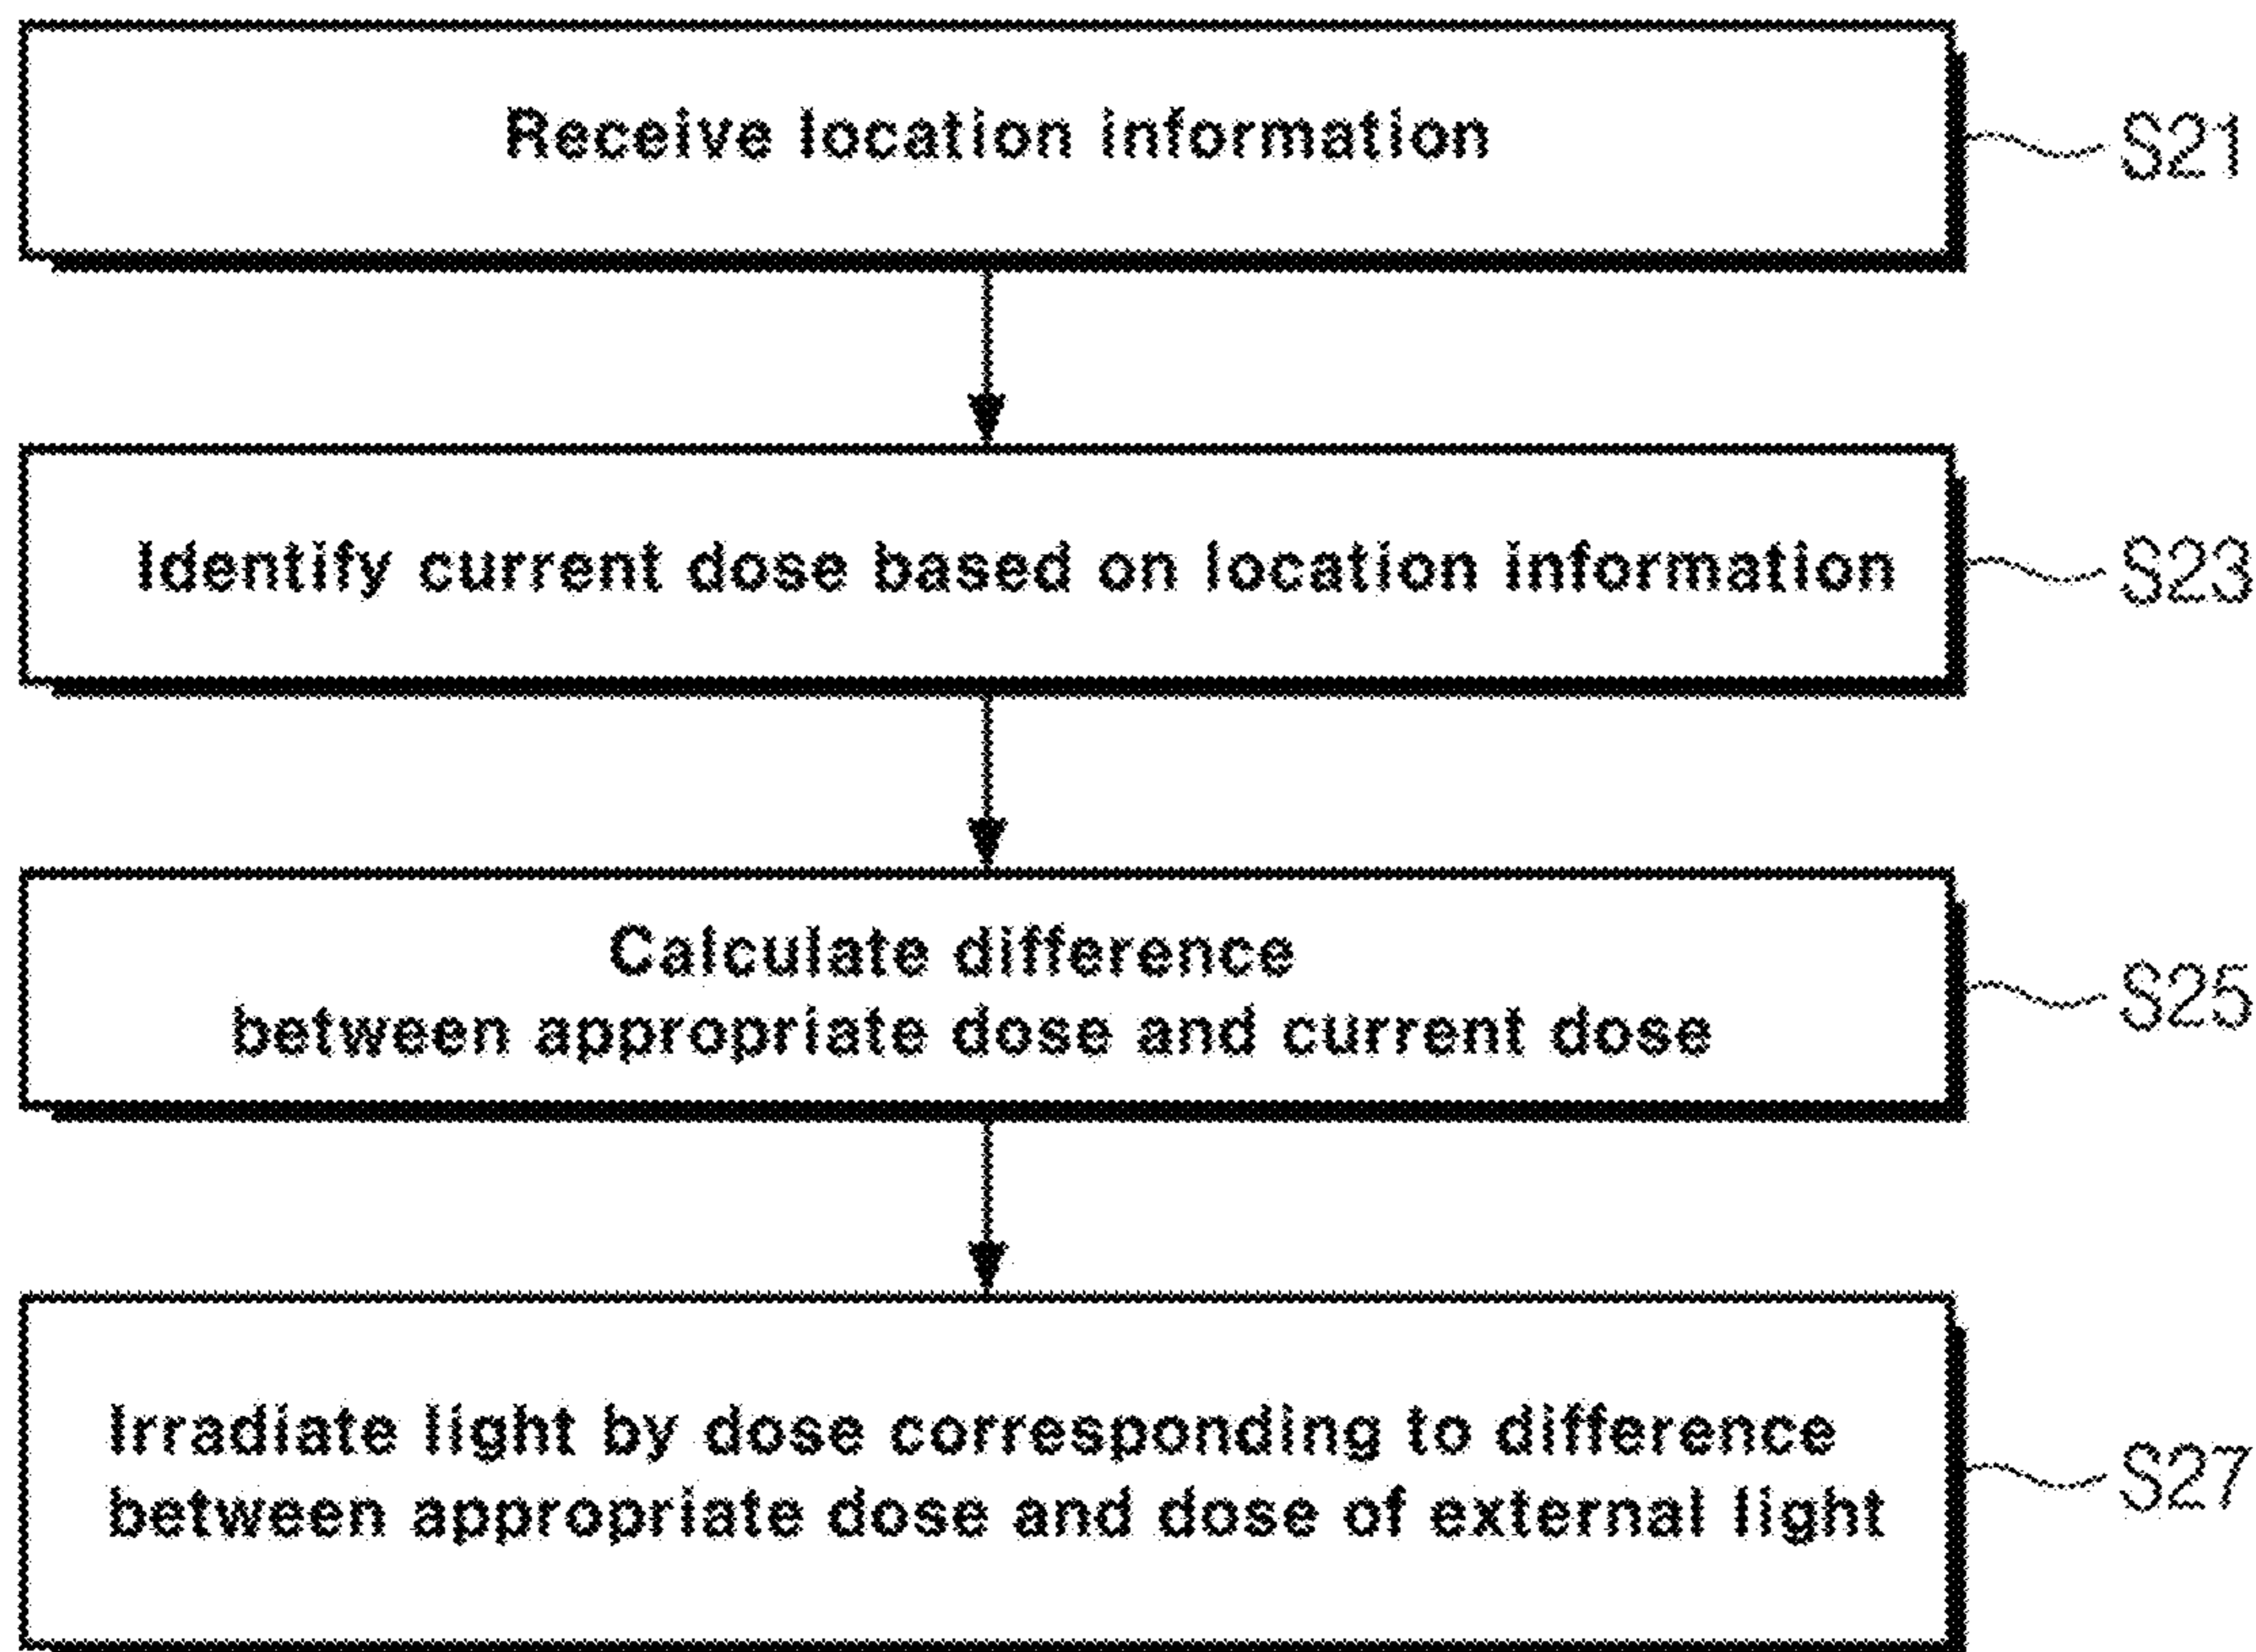 Receive location information
S21
Identify current dose based on location information
S23
Calculate difference
between appropriate dose and current dose
S25
Irradiate light by dose corresponding to difference
between appropriate dose and dose of external light
S27